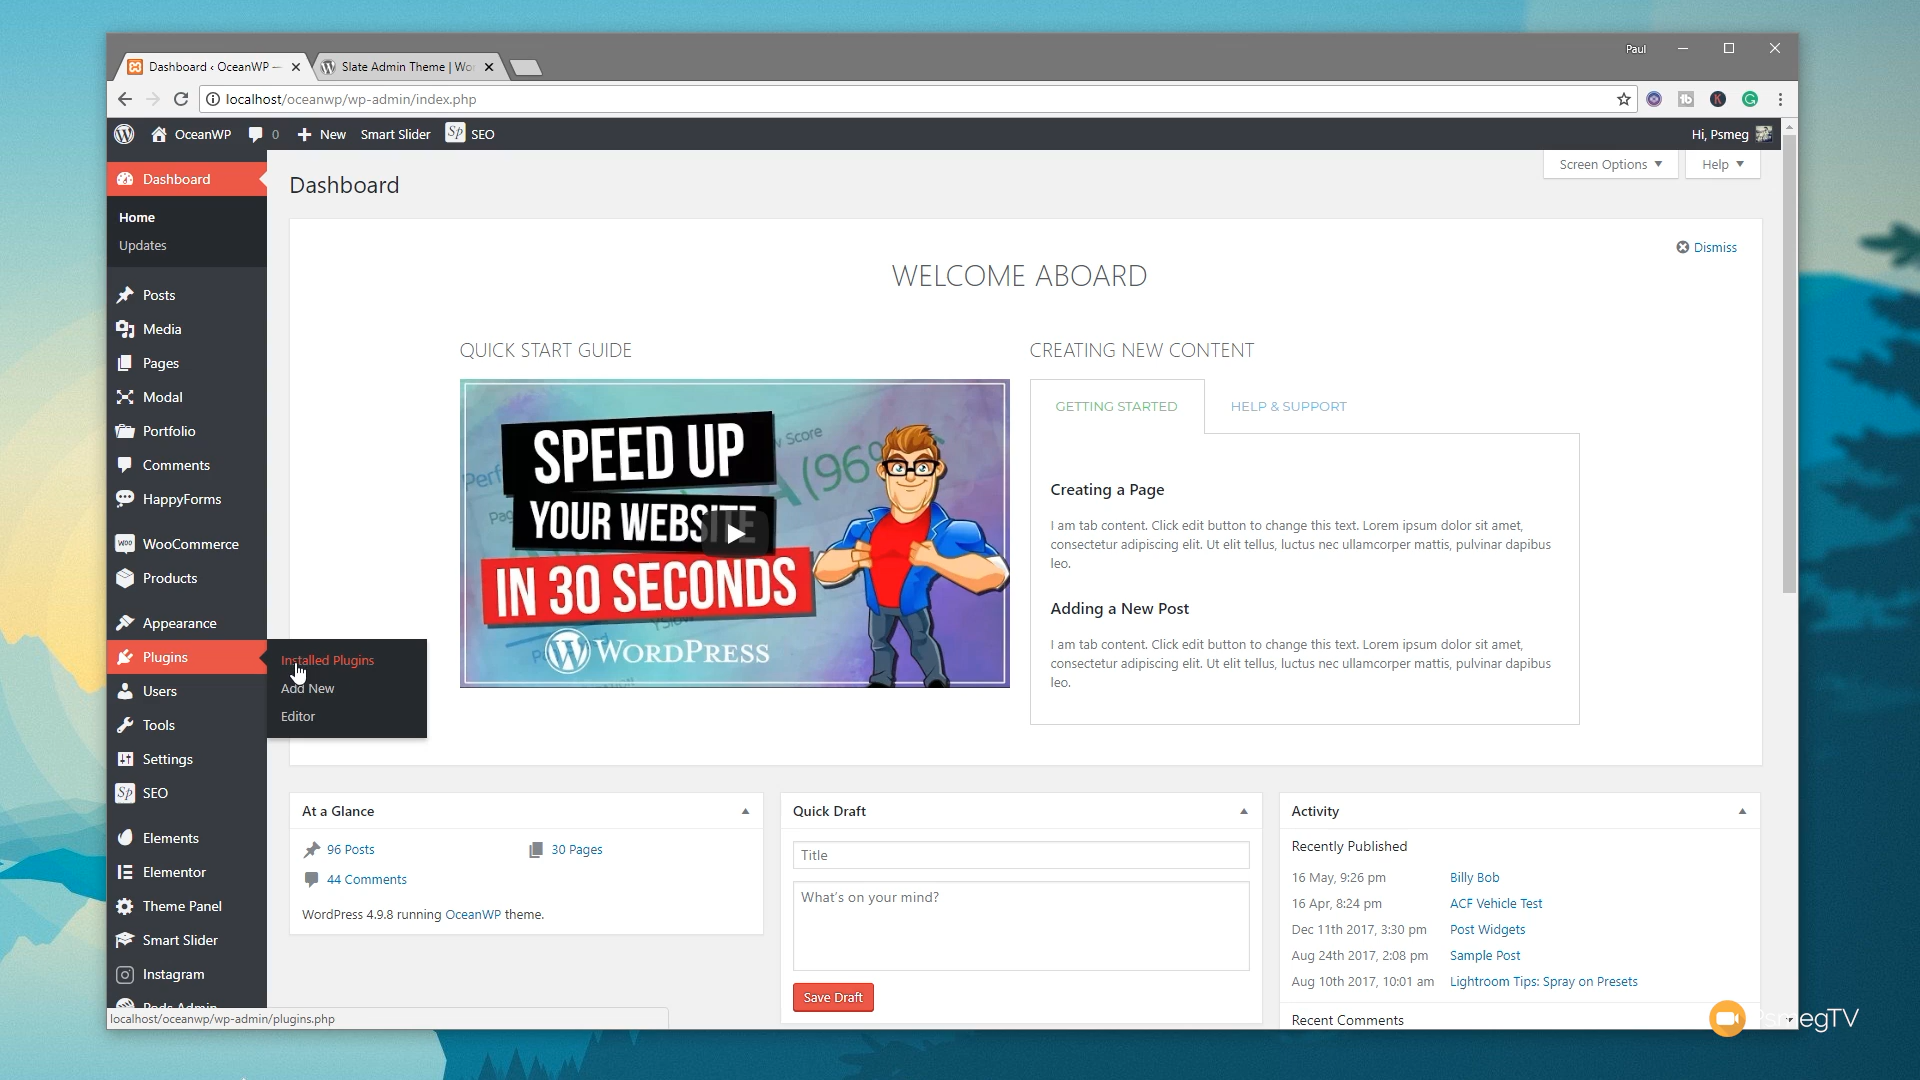 Paul
Dashboard ‹ OceanWP —
Slate Admin Theme | Wor
localhost/oceanwp/wp-admin/index.php
OceanWP 0 New Smart Slider SEO
Hi, Psmeg
Dashboard
Home
Updates
Posts
Media
Pages
Modal
Portfolio
Comments
HappyForms
WooCommerce
Products
Appearance
Plugins
Users
Tools
Settings
SEO
Elements
Elementor
Theme Panel
Smart Slider
Instagram
Pods Admin
Installed Plugins
Add New
Editor
localhost/oceanwp/wp-admin/plugins.php
Dashboard
Screen Options
Help
Dismiss
WELCOME ABOARD
QUICK START GUIDE
SPEED UP
YOUR WEBSITE
IN 30 SECONDS
WORDPRESS
CREATING NEW CONTENT
GETTING STARTED
HELP & SUPPORT
Creating a Page
I am tab content. Click edit button to change this text. Lorem ipsum dolor sit amet,
consectetur adipiscing elit. Ut elit tellus, luctus nec ullamcorper mattis, pulvinar dapibus
leo.
Adding a New Post
I am tab content. Click edit button to change this text. Lorem ipsum dolor sit amet,
consectetur adipiscing elit. Ut elit tellus, luctus nec ullamcorper mattis, pulvinar dapibus
leo.
At a Glance
96 Posts
30 Pages
44 Comments
WordPress 4.9.8 running OceanWP theme.
Quick Draft
Title
What's on your mind?
Save Draft
Activity
Recently Published
16 May, 9:26 pm Billy Bob
16 Apr, 8:24 pm ACF Vehicle Test
Dec 11th 2017, 3:30 pm Post Widgets
Aug 24th 2017, 2:08 pm Sample Post
Aug 10th 2017, 10:01 am Lightroom Tips: Spray on Presets
Recent Comments
PsmegTV